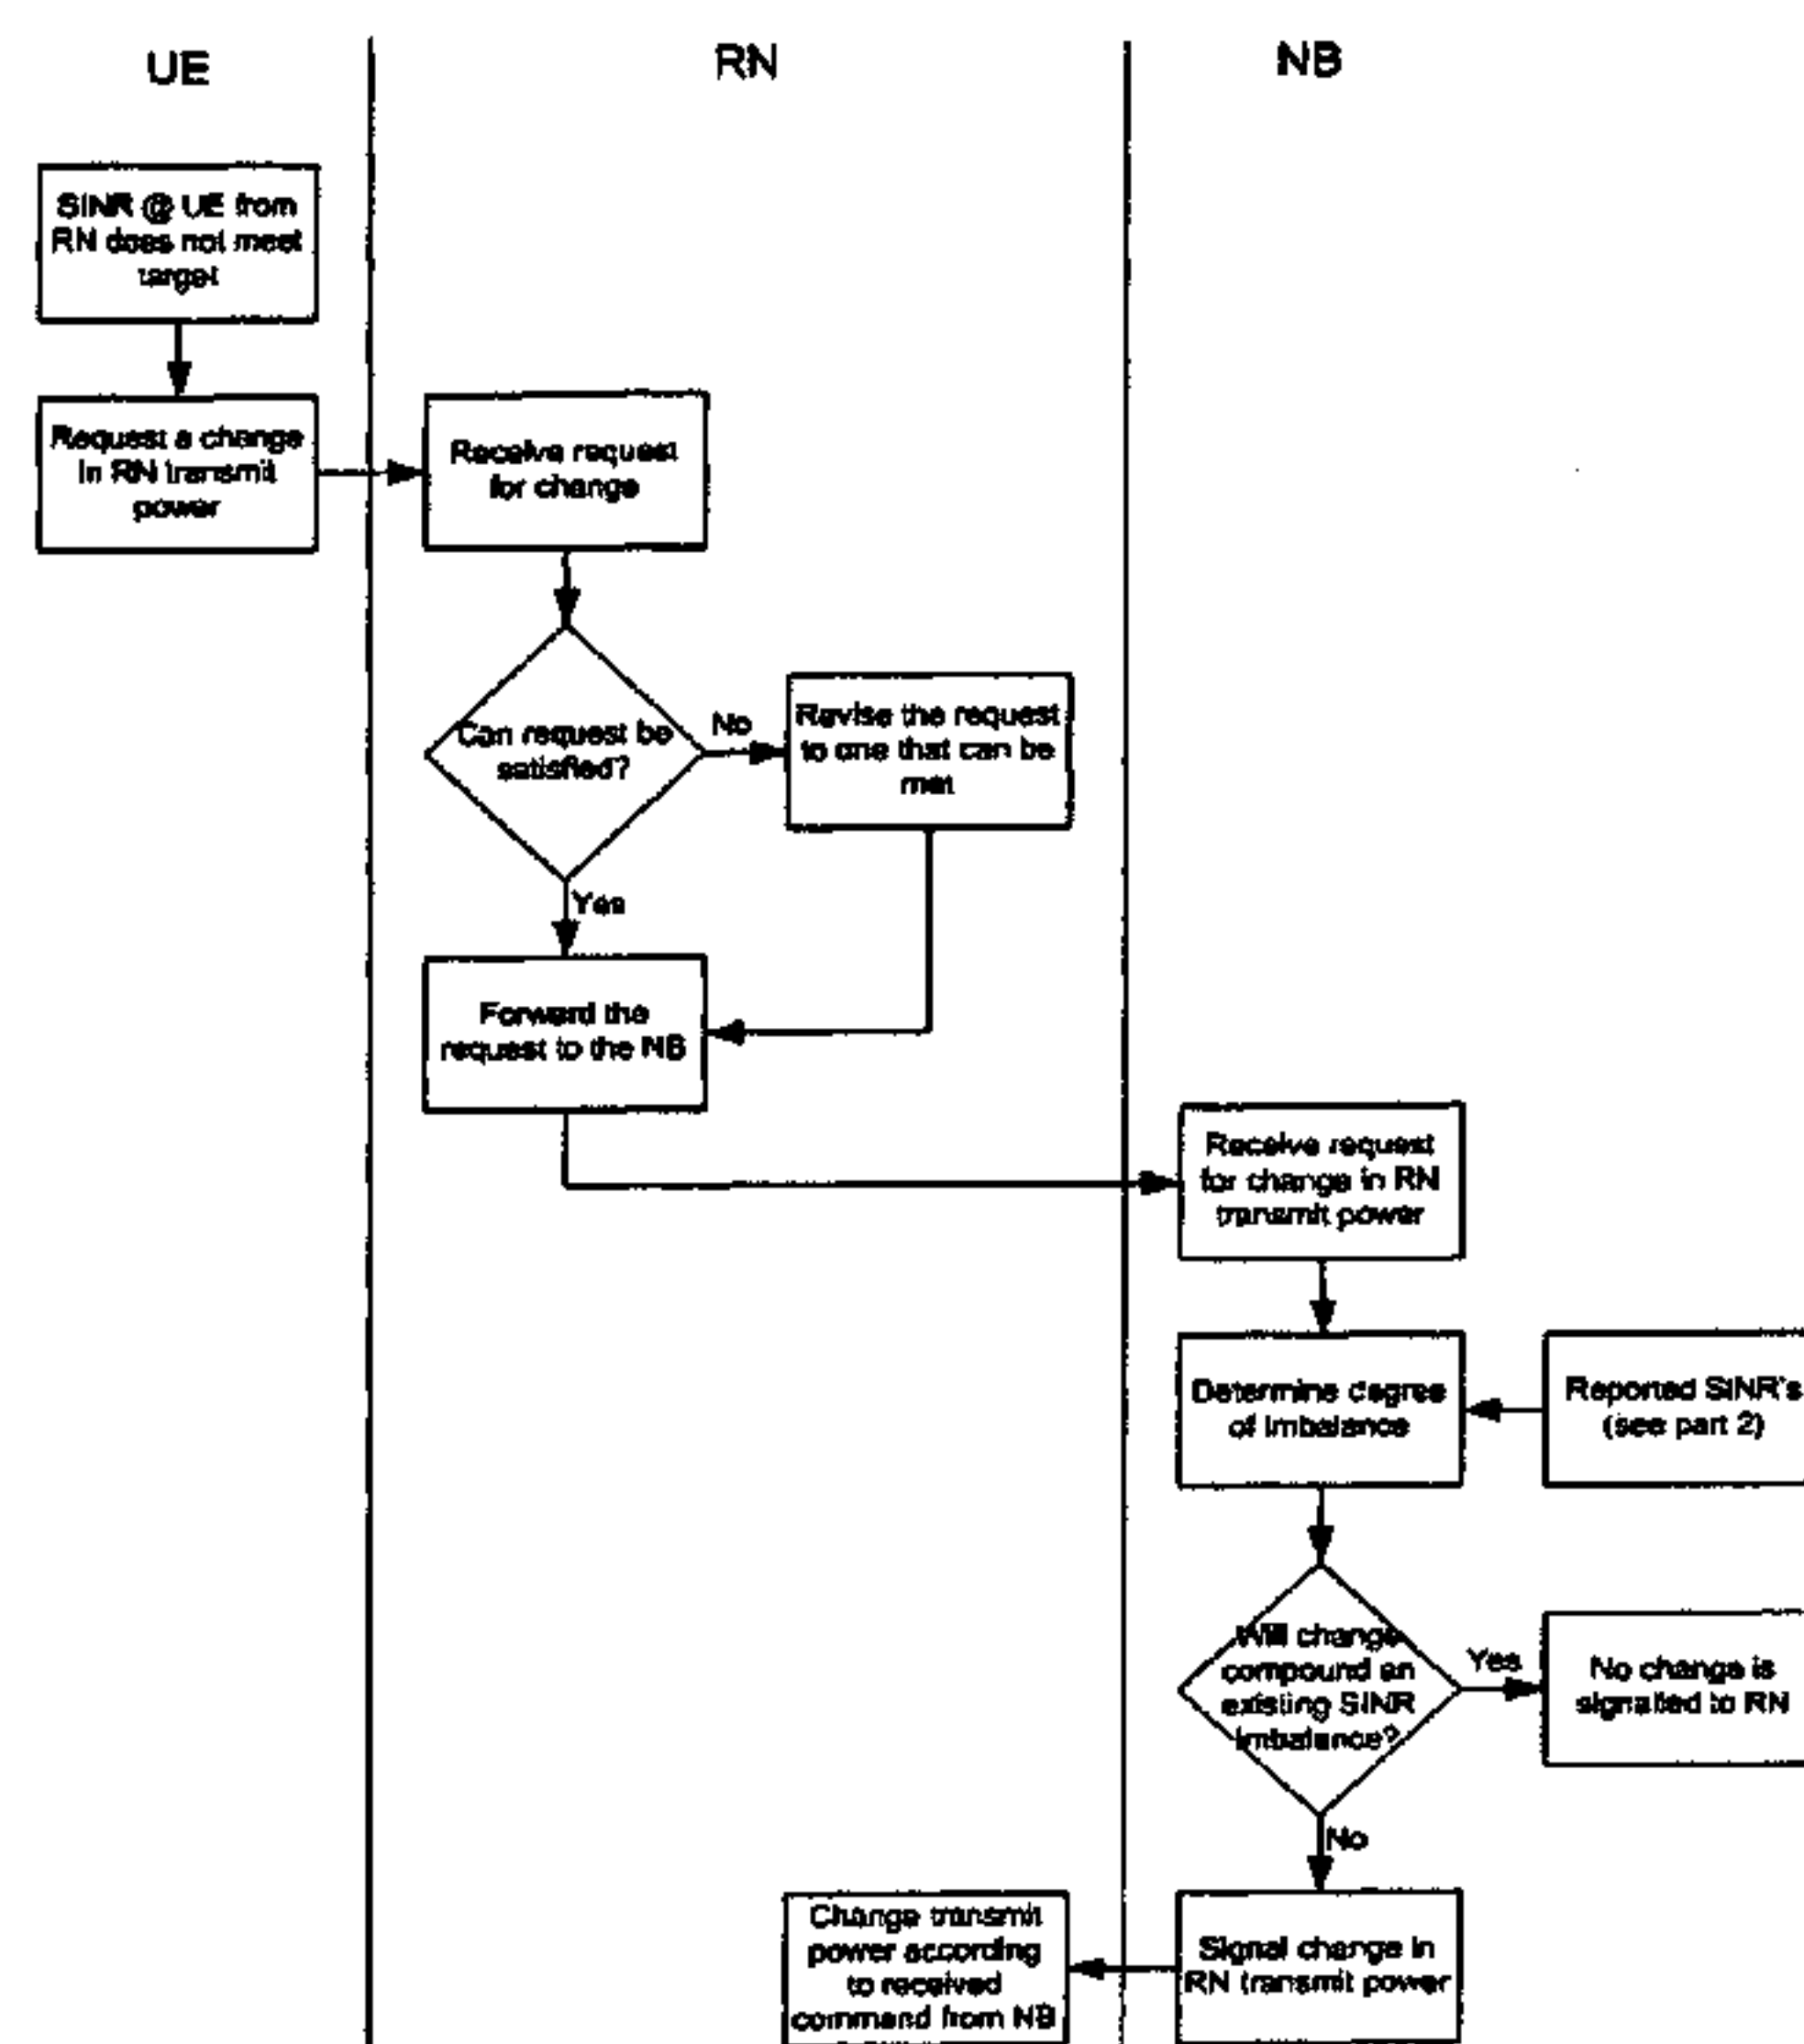 UE
RN
NB
SINR @ UE from
RN does not meet
target
Request a change
in RN transmit
power
Receive request
for change
Can request be
satisfied?
No
Revise the request
to one that can be
met
Yes
Forward the
request to the NB
Receive request
for change in RN
transmit power
Determine degree
of imbalance
Reported SINR's
(see part 2)
Will change
compound an
existing SINR
imbalance?
Yes
No change is
signalled to RN
No
Change transmit
power according
to received
command from NB
Signal change in
RN transmit power